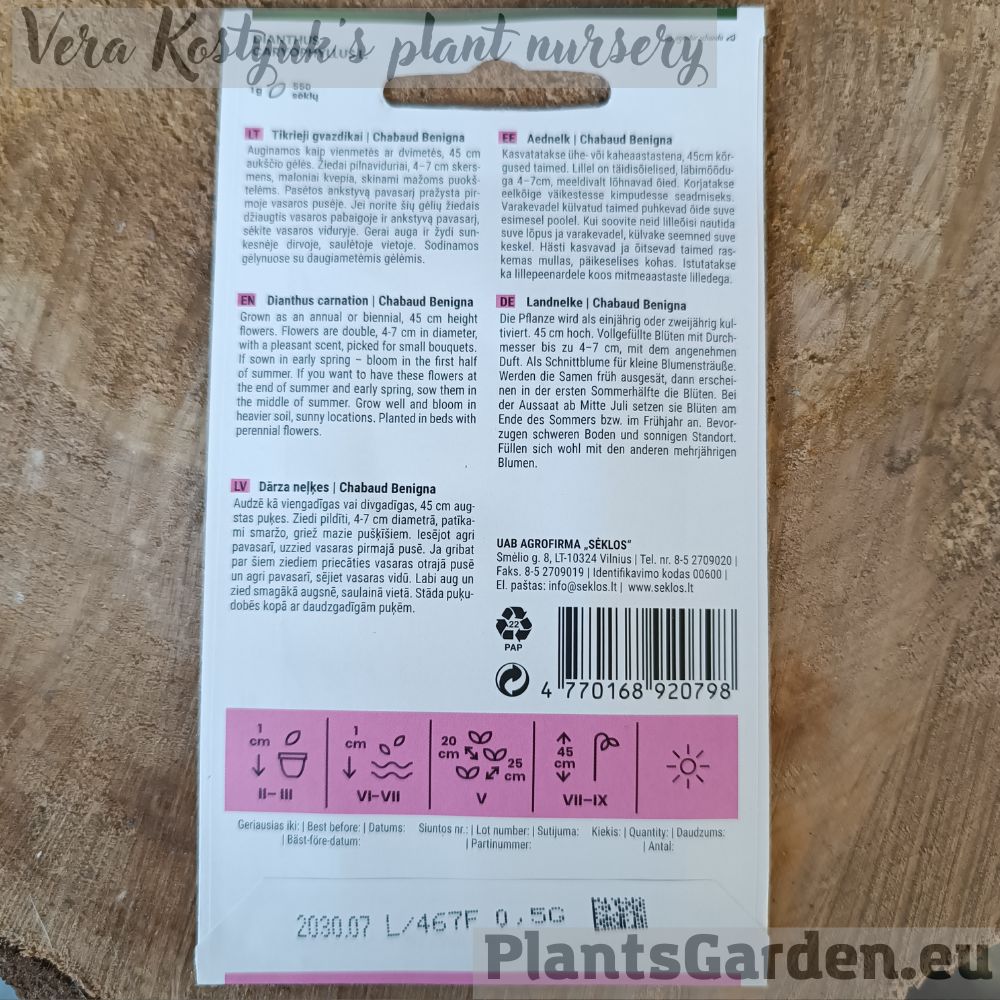 Vera Kostyuk's plant nursery
DIANTHUS
CARYOPHYLLUS L.
1g 550
sėklų
LT Tikrieji gvazdikai | Chabaud Benigna
Auginamos kaip vienmetės ar dvimetės, 45 cm
aukščio gėlės. Žiedai pilnaviduriai, 4–7 cm skers-
mens, maloniai kvepia, skinami mažoms puokš-
telėms. Pasėtos ankstyvą pavasarį pražysta pir-
moje vasaros pusėje. Jei norite šių gėlių žiedais
džiaugtis vasaros pabaigoje ir ankstyvą pavasarį,
sėkite vasaros viduryje. Gerai auga ir žydi sun-
kesnėje dirvoje, saulėtoje vietoje. Sodinamos
gėlynuose su daugiametėmis gėlėmis.
EE Aednelk | Chabaud Benigna
Kasvatatakse ühe- või kaheaastastena, 45cm kõr-
gused taimed. Lillel on täidisõielised, läbimõõdu-
ga 4–7cm, meeldivalt lõhnavad õied. Korjatakse
eelkõige väikestesse kimpudesse seadmiseks.
Varakevadel külvatud taimed puhkevad õide suve
esimesel poolel. Kui soovite neid lilleõisi nautida
suve lõpus ja varakevadel, külvake seemned suve
keskel. Hästi kasvavad ja õitsevad taimed ras-
kemas mullas, päikeselises kohas. Istutatakse
ka lillepeenardele koos mitmeaastaste lilledega.
EN Dianthus carnation | Chabaud Benigna
Grown as an annual or biennial, 45 cm height
flowers. Flowers are double, 4-7 cm in diameter,
with a pleasant scent, picked for small bouquets.
If sown in early spring – bloom in the first half
of summer. If you want to have these flowers at
the end of summer and early spring, sow them in
the middle of summer. Grow well and bloom in
heavier soil, sunny locations. Planted in beds with
perennial flowers.
DE Landnelke | Chabaud Benigna
Die Pflanze wird als einjährig oder zweijährig kul-
tiviert. 45 cm hoch. Vollgefüllte Blüten mit Durch-
messer bis zu 4–7 cm, mit dem angenehmen
Duft. Als Schnittblume für kleine Blumensträuße.
Werden die Samen früh ausgesät, dann erschei-
nen in der ersten Sommerhälfte die Blüten. Bei
der Aussaat ab Mitte Juli setzen sie Blüten am
Ende des Sommers bzw. im Frühjahr an. Bevor-
zugen schweren Boden und sonnigen Standort.
Füllen sich wohl mit den anderen mehrjährigen
Blumen.
LV Dārza neļķes | Chabaud Benigna
Audzē kā viengadīgas vai divgadīgas, 45 cm aug-
stas puķes. Ziedi pildīti, 4-7 cm diametrā, patīka-
mi smaržo, griež mazie pušķīšiem. Iesējot agri
pavasarī, uzzied vasaras pirmajā pusē. Ja gribat
par šiem ziediem priecāties vasaras otrajā pusē
un agri pavasarī, sējiet vasaras vidū. Labi aug un
zied smagākā augsnē, saulainā vietā. Stāda puķu-
dobēs kopā ar daudzgadīgām puķēm.
UAB AGROFIRMA „SĖKLOS"
Smėlio g. 8, LT-10324 Vilnius | Tel. nr. 8-5 2709020 |
Faks. 8-5 2709019 | Identifikavimo kodas 00600 |
El. paštas: info@seklos.lt | www.seklos.lt
22
PAP
4 770168 920798
1 cm II–III
1 cm VI–VII
20 cm 25 cm V
45 cm VII–IX
Geriausias iki: | Best before: | Datums: Siuntos nr.: | Lot number: | Sutijuma: Kiekis: | Quantity: | Daudzums:
| Bäst-före-datum: | Partinummer: | Antal:
2030.07 L/467F 0,5G
PlantsGarden.eu